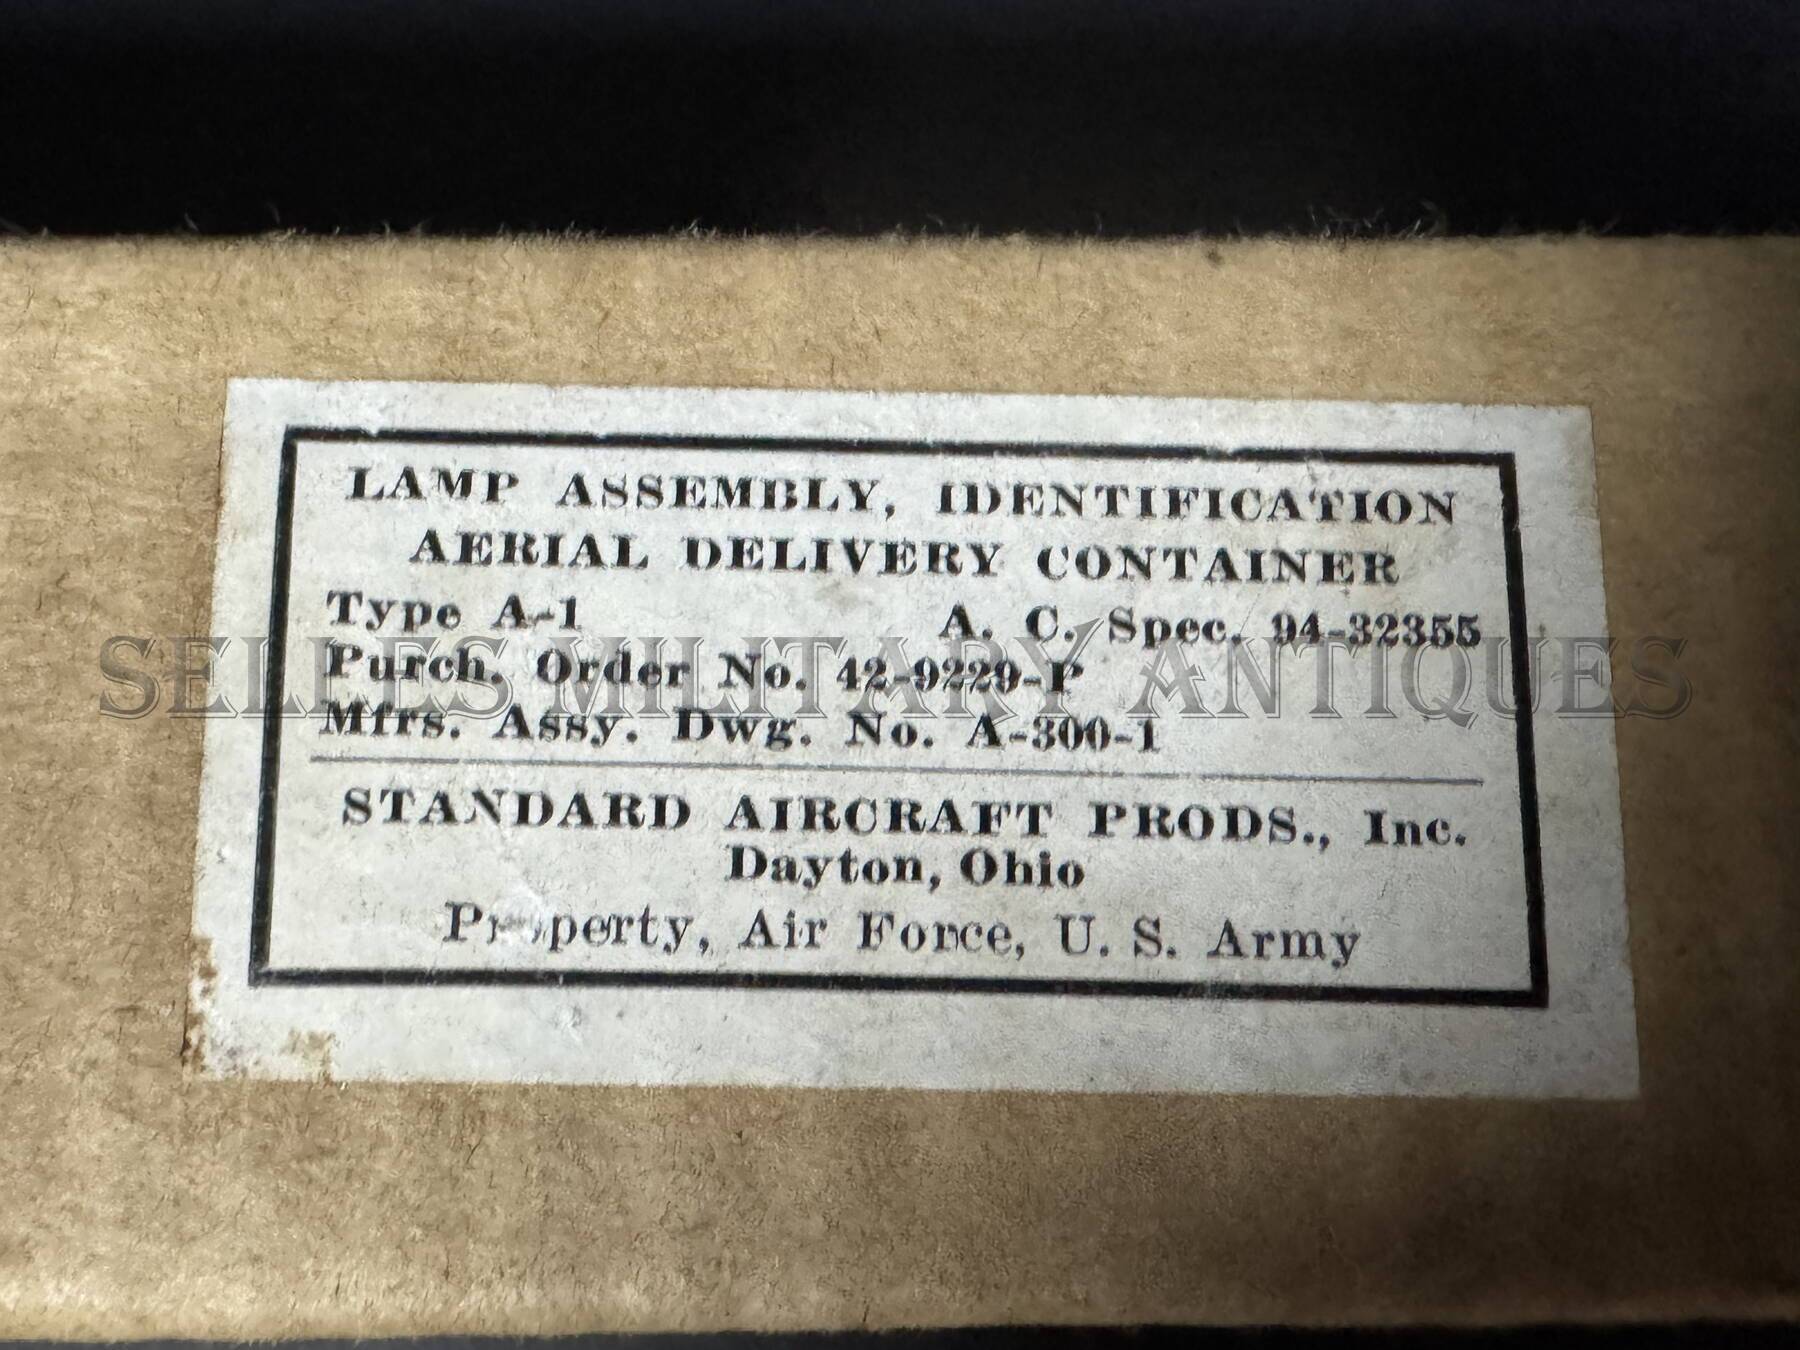 LAMP ASSEMBLY, IDENTIFICATION
AERIAL DELIVERY CONTAINER
Type A-1 A. C. Spec. 94-32355
SELLES MILITARY ANTIQUES
Purch. Order No. 42-9229-P
Mfrs. Assy. Dwg. No. A-300-1
STANDARD AIRCRAFT PRODS., Inc.
Dayton, Ohio
Property, Air Force, U. S. Army